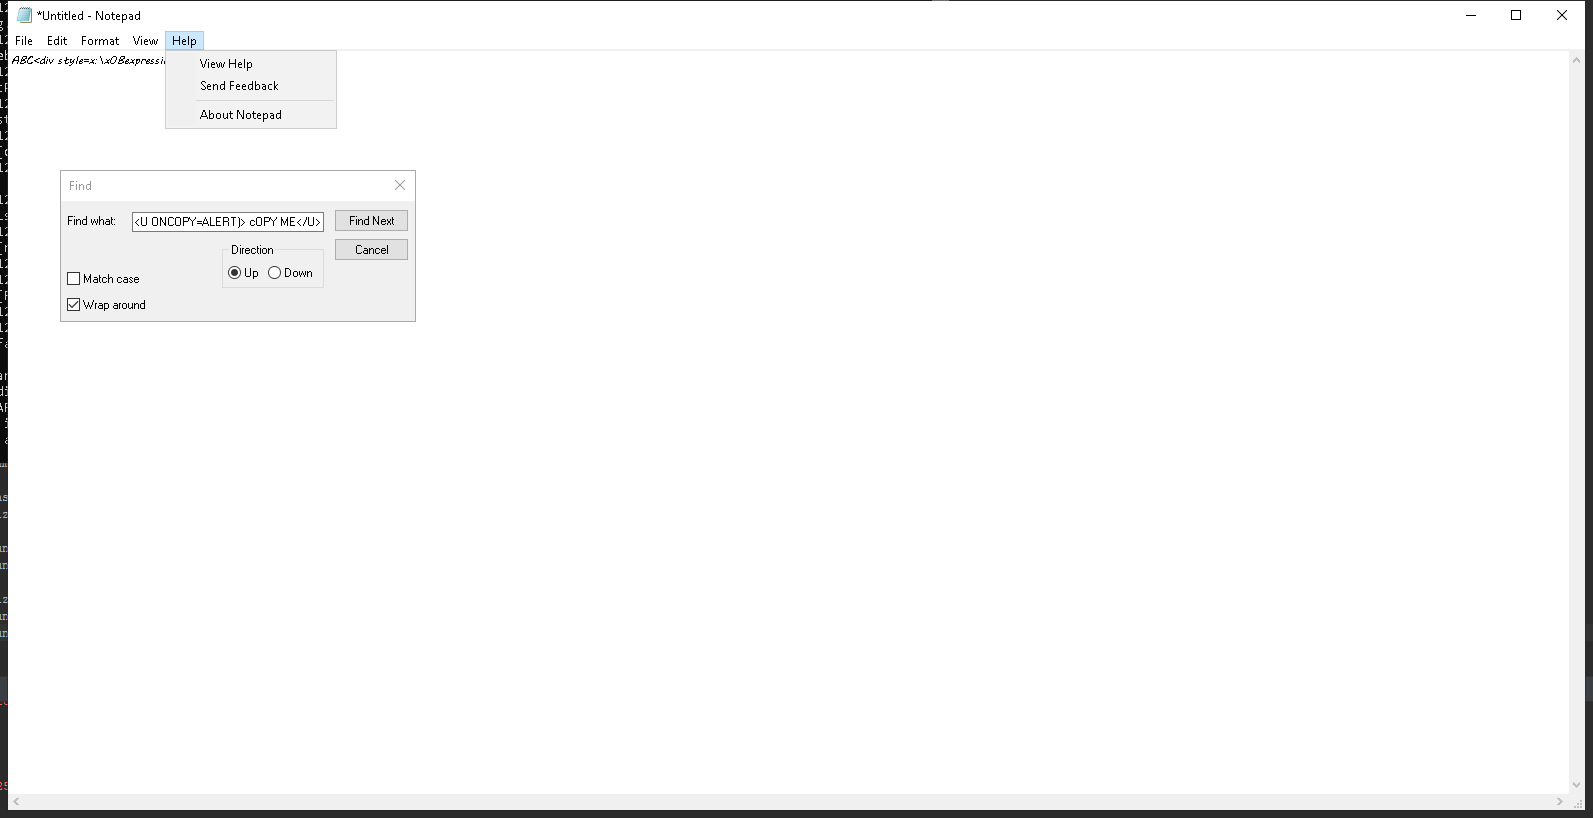 *Untitled - Notepad
File Edit Format View Help
ABC<div style=x:\x0Bexpressi
View Help
Send Feedback
About Notepad
Find
Find what: <U ONCOPY=ALERT)> cOPY ME</U> Find Next
Direction Cancel
Up Down
Match case
Wrap around